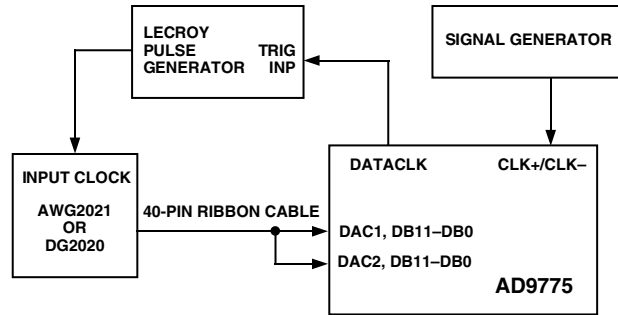 LECROY
PULSE TRIG
GENERATOR INP
SIGNAL GENERATOR
INPUT CLOCK
AWG2021
OR
DG2020
40-PIN RIBBON CABLE
DATACLK CLK+/CLK–
DAC1, DB11–DB0
DAC2, DB11–DB0
AD9775